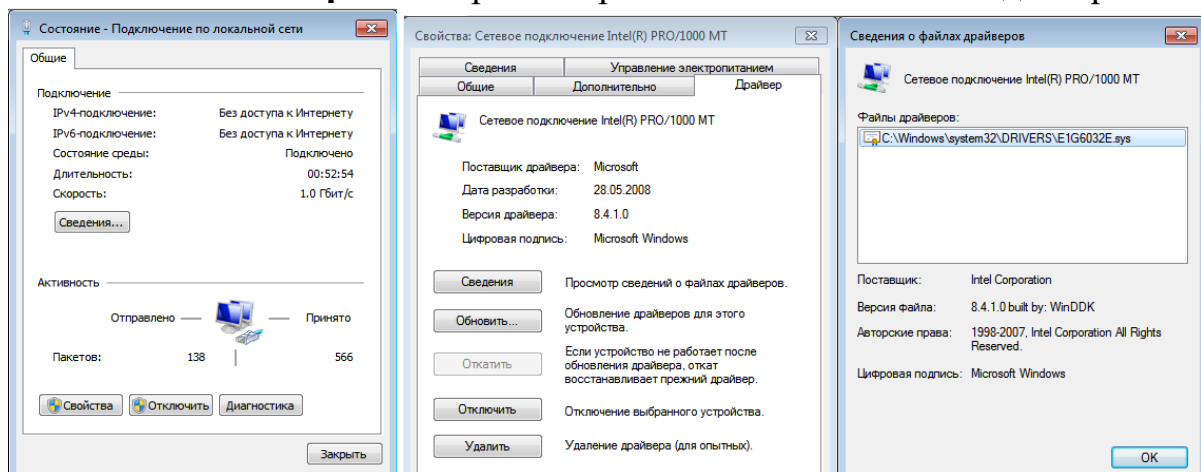 Состояние - Подключение по локальной сети
Общие
Подключение
IPv4-подключение: Без доступа к Интернету
IPv6-подключение: Без доступа к Интернету
Состояние среды: Подключено
Длительность: 00:52:54
Скорость: 1.0 Гбит/с
Сведения...
Активность
Отправлено — — Принято
Пакетов: 138 566
Свойства Отключить Диагностика
Закрыть
Свойства: Сетевое подключение Intel(R) PRO/1000 MT
Сведения Управление электропитанием
Общие Дополнительно Драйвер
Сетевое подключение Intel(R) PRO/1000 MT
Поставщик драйвера: Microsoft
Дата разработки: 28.05.2008
Версия драйвера: 8.4.1.0
Цифровая подпись: Microsoft Windows
Сведения Просмотр сведений о файлах драйверов.
Обновить... Обновление драйверов для этого
устройства.
Откатить Если устройство не работает после
обновления драйвера, откат
восстанавливает прежний драйвер.
Отключить Отключение выбранного устройства.
Удалить Удаление драйвера (для опытных).
Сведения о файлах драйверов
Сетевое подключение Intel(R) PRO/1000 MT
Файлы драйверов:
C:\Windows\system32\DRIVERS\E1G6032E.sys
Поставщик: Intel Corporation
Версия файла: 8.4.1.0 built by: WinDDK
Авторские права: 1998-2007, Intel Corporation All Rights
Reserved.
Цифровая подпись: Microsoft Windows
OK